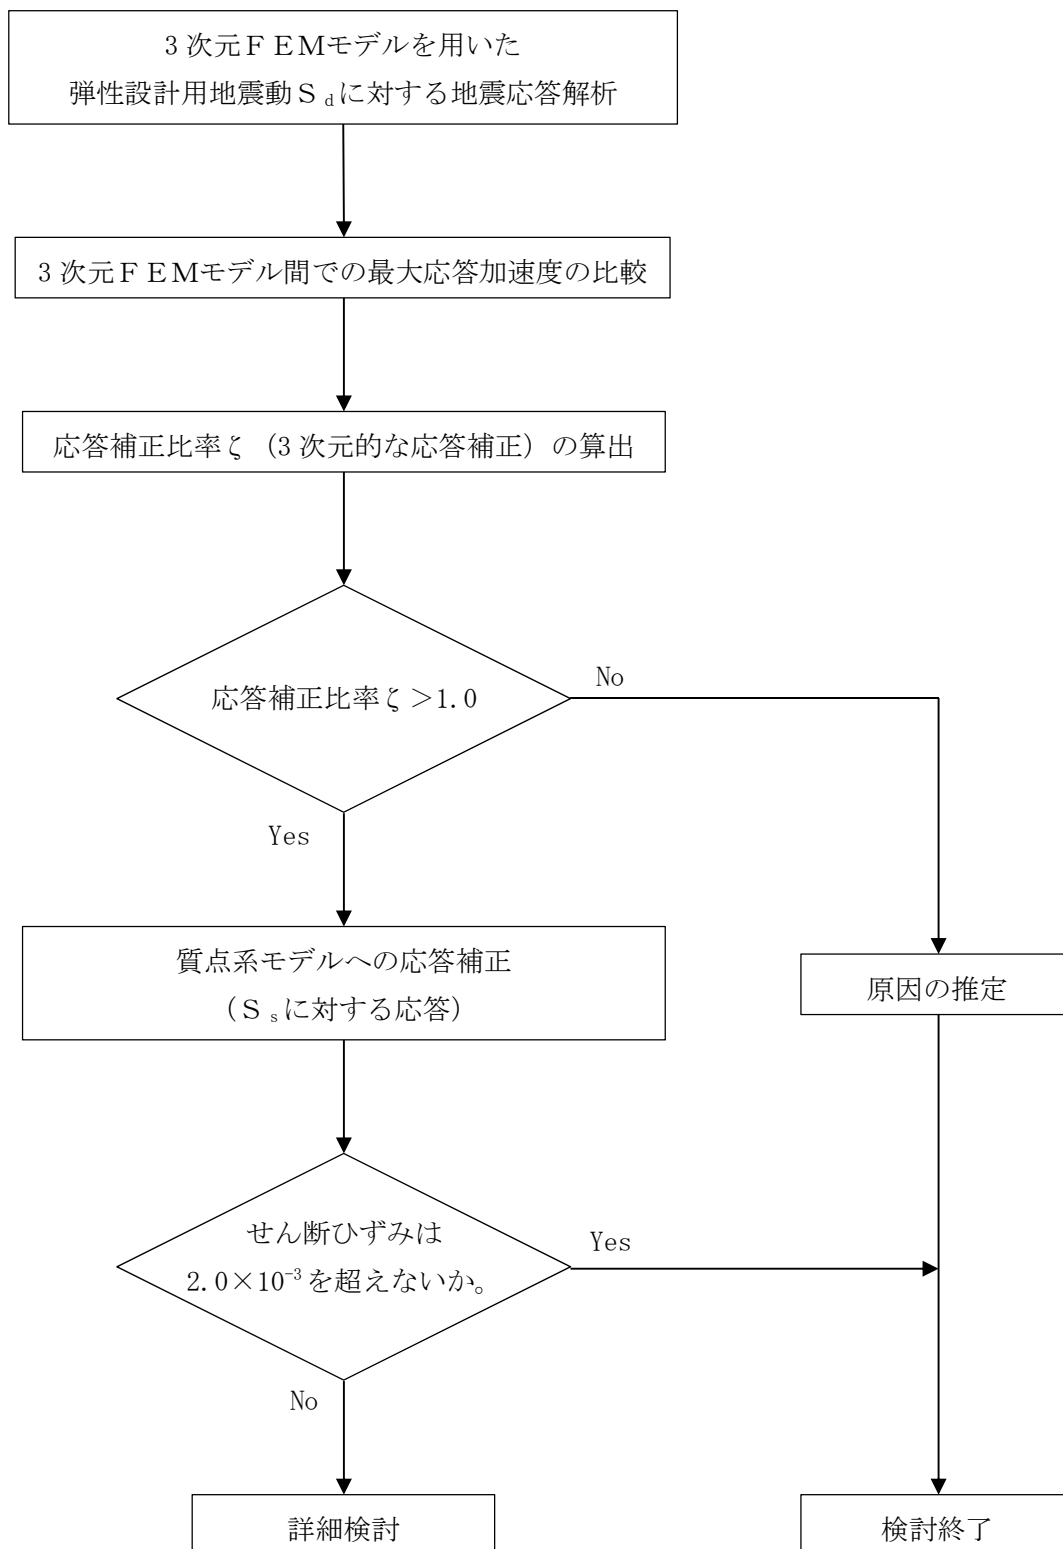 3次元ＦＥＭモデルを用いた
弾性設計用地震動Ｓdに対する地震応答解析
3次元ＦＥＭモデル間での最大応答加速度の比較
応答補正比率ζ（3次元的な応答補正）の算出
応答補正比率ζ＞1.0
No
Yes
質点系モデルへの応答補正
（Ｓsに対する応答）
原因の推定
せん断ひずみは
2.0×10⁻³を超えないか。
Yes
No
詳細検討
検討終了